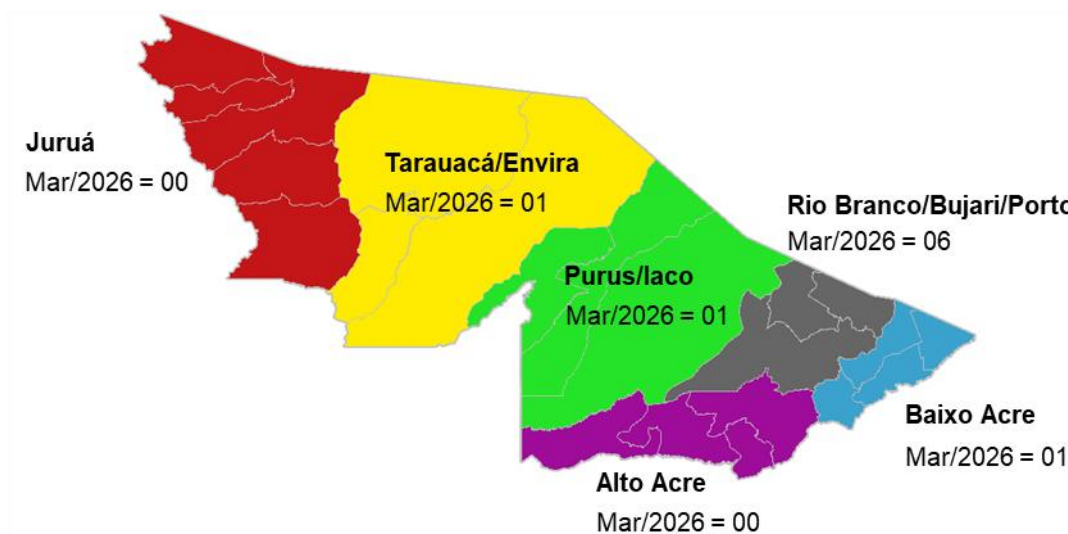 Juruá
Mar/2026 = 00
Tarauacá/Envira
Mar/2026 = 01
Rio Branco/Bujari/Porto
Mar/2026 = 06
Purus/Iaco
Mar/2026 = 01
Baixo Acre
Mar/2026 = 01
Alto Acre
Mar/2026 = 00